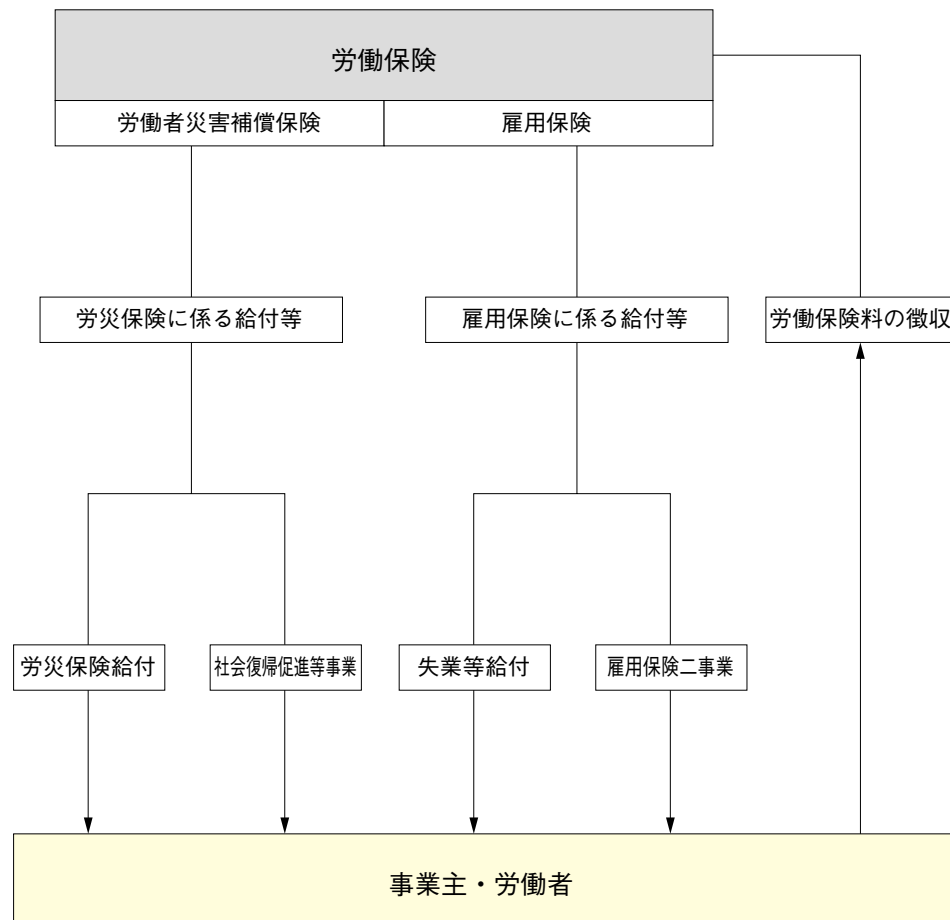 労働保険
労働者災害補償保険
雇用保険
労災保険に係る給付等
雇用保険に係る給付等
労働保険料の徴収
労災保険給付
社会復帰促進等事業
失業等給付
雇用保険二事業
事業主・労働者